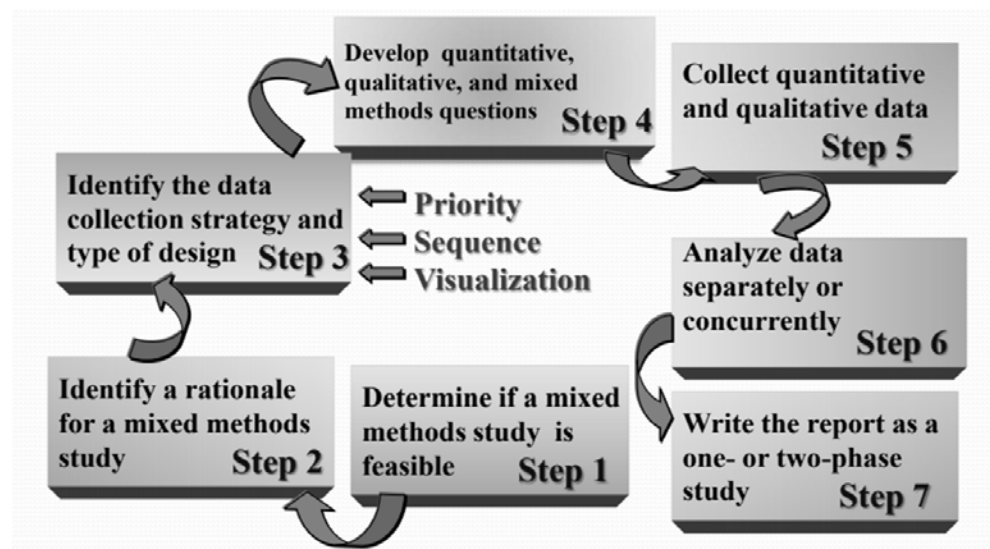 Develop quantitative,
qualitative, and mixed
methods questions
Step 4
Collect quantitative
and qualitative data
Step 5
Identify the data
collection strategy and
type of design
Step 3
Priority
Sequence
Visualization
Analyze data
separately or
concurrently
Step 6
Identify a rationale
for a mixed methods
study
Step 2
Determine if a mixed
methods study is
feasible
Step 1
Write the report as a
one- or two-phase
study
Step 7